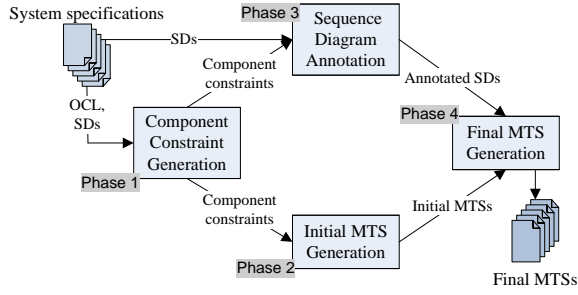 System specifications
Phase 3
Sequence
Diagram
Annotation
SDs
Component
constraints
Annotated SDs
OCL,
SDs
Component
Constraint
Generation
Phase 1
Phase 4
Final MTS
Generation
Component
constraints
Initial MTS
Generation
Phase 2
Initial MTSs
Final MTSs